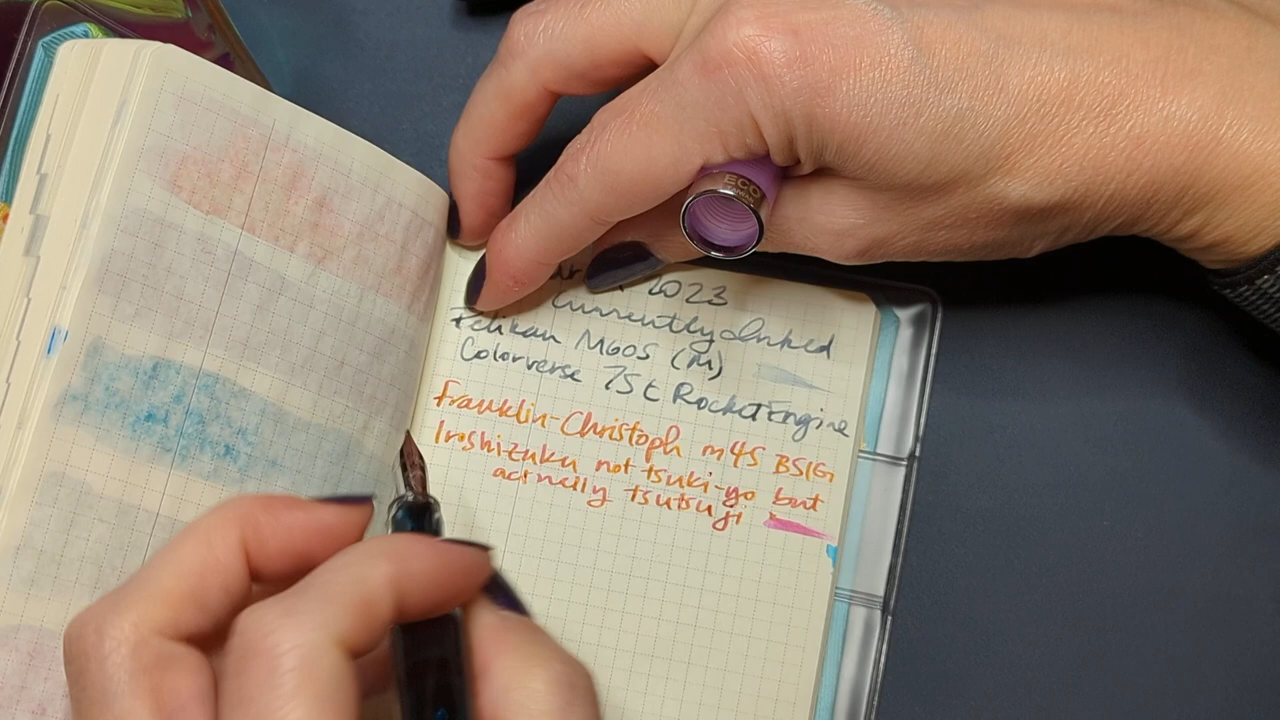 ECO
2023
Currently Inked
Pelikan M605 (M)
Colorverse 75t Rocket Engine
Franklin-Christoph m45 BSIG
Iroshizuku not tsuki-yo but
actually tsutsuji